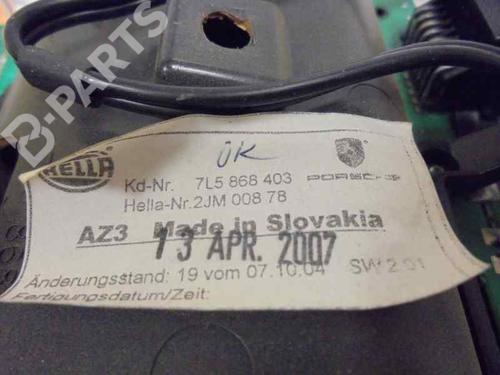 B-PARTS
OK
HELLA
Kd-Nr. 7L5 868 403
PORSCHE
Hella-Nr.2JM 008 78
AZ3 Made in Slovakia
13 APR. 2007
Änderungsstand: 19 vom 07.10.04 SW 2.01
Fertigungsdatum/Zeit: